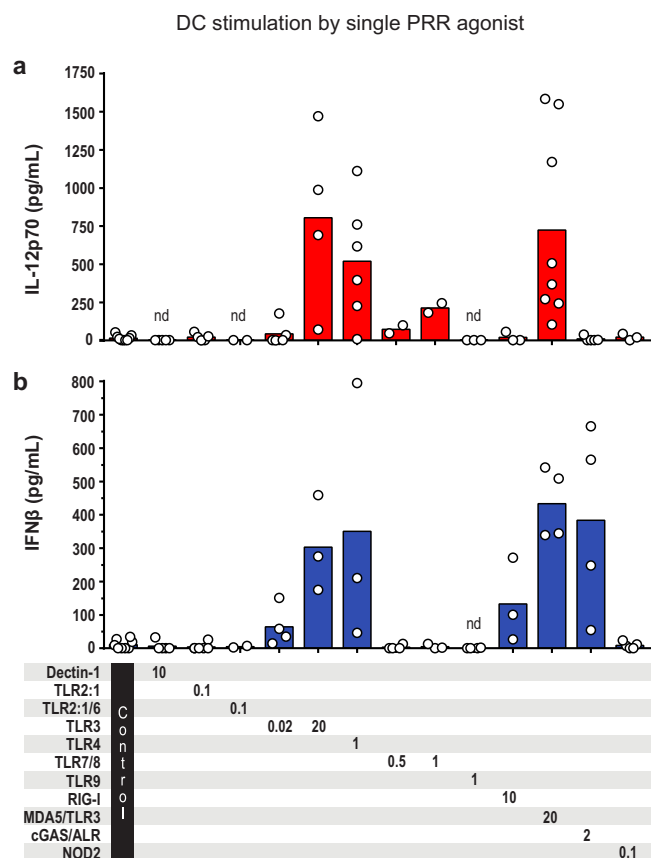 DC stimulation by single PRR agonist
a
IL-12p70 (pg/mL)
1750
1500
1250
1000
750
500
250
0
nd
nd
nd
b
IFNβ (pg/mL)
800
700
600
500
400
300
200
100
0
nd
Control
Dectin-1 10
TLR2:1 0.1
TLR2:1/6 0.1
TLR3 0.02 20
TLR4 1
TLR7/8 0.5 1
TLR9 1
RIG-I 10
MDA5/TLR3 20
cGAS/ALR 2
NOD2 0.1